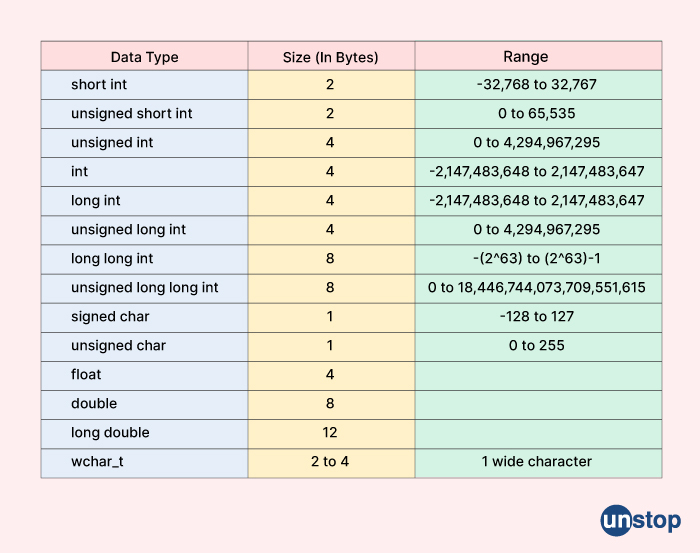 Data Type Size (In Bytes) Range
short int 2 -32,768 to 32,767
unsigned short int 2 0 to 65,535
unsigned int 4 0 to 4,294,967,295
int 4 -2,147,483,648 to 2,147,483,647
long int 4 -2,147,483,648 to 2,147,483,647
unsigned long int 4 0 to 4,294,967,295
long long int 8 -(2^63) to (2^63)-1
unsigned long long int 8 0 to 18,446,744,073,709,551,615
signed char 1 -128 to 127
unsigned char 1 0 to 255
float 4
double 8
long double 12
wchar_t 2 to 4 1 wide character
unstop